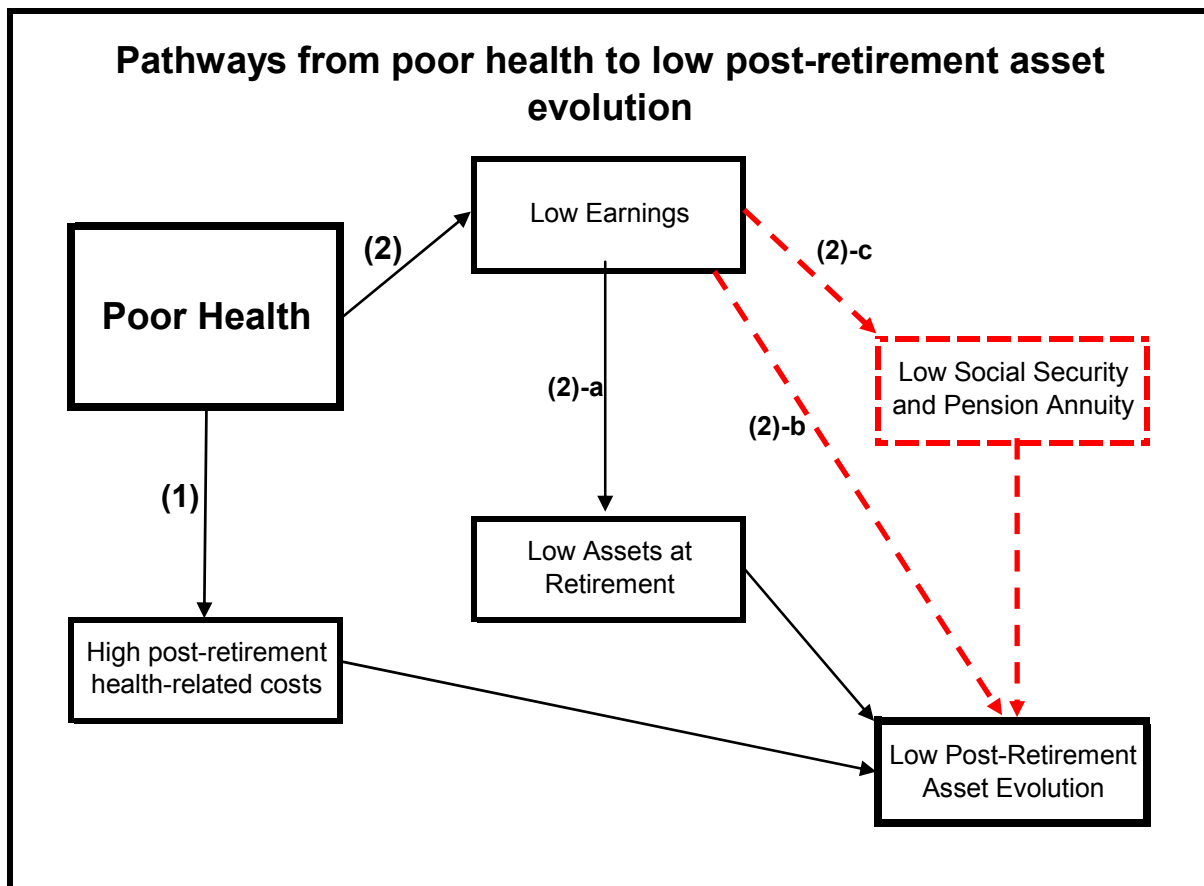 Pathways from poor health to low post-retirement asset
evolution
Low Earnings
(2)
(2)-c
Poor Health
Low Social Security
and Pension Annuity
(2)-a
(2)-b
(1)
Low Assets at
Retirement
High post-retirement
health-related costs
Low Post-Retirement
Asset Evolution